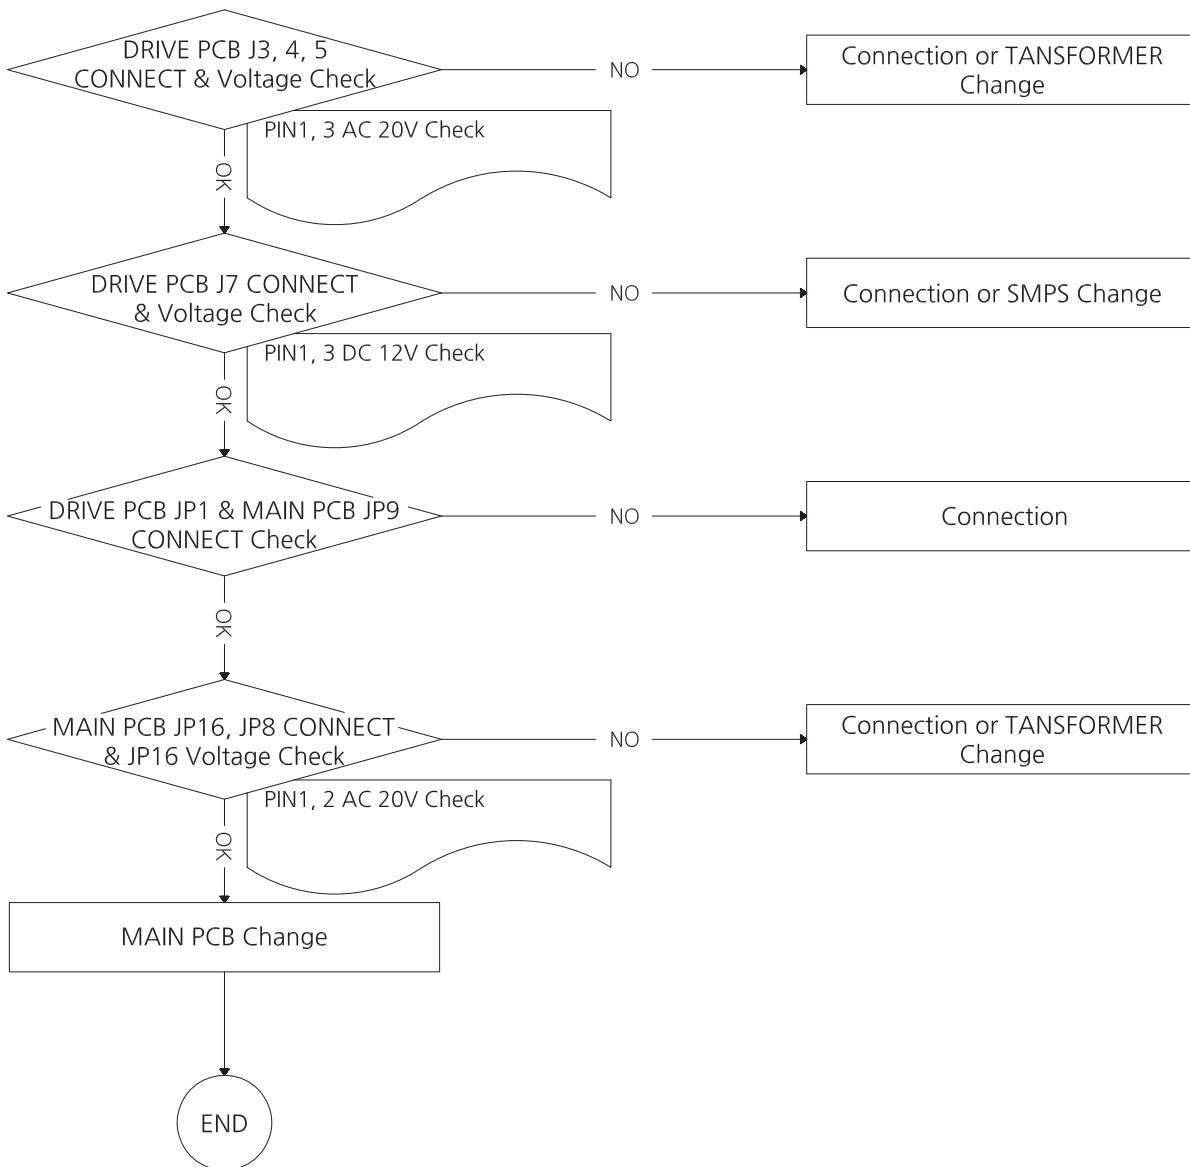 DRIVE PCB J3, 4, 5
CONNECT & Voltage Check
NO
Connection or TANSFORMER
Change
PIN1, 3 AC 20V Check
OK
DRIVE PCB J7 CONNECT
& Voltage Check
NO
Connection or SMPS Change
PIN1, 3 DC 12V Check
OK
DRIVE PCB JP1 & MAIN PCB JP9
CONNECT Check
NO
Connection
OK
MAIN PCB JP16, JP8 CONNECT
& JP16 Voltage Check
NO
Connection or TANSFORMER
Change
PIN1, 2 AC 20V Check
OK
MAIN PCB Change
END